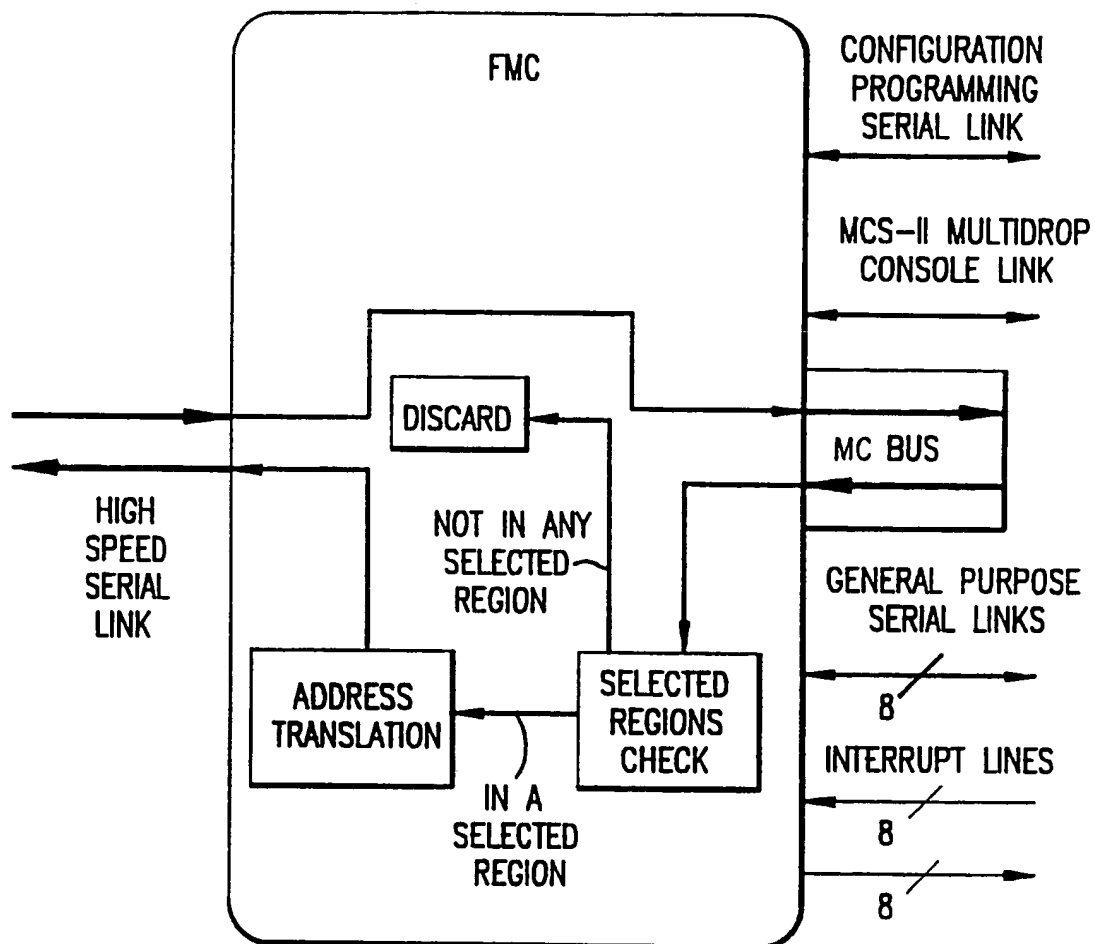 FMC
CONFIGURATION
PROGRAMMING
SERIAL LINK
MCS-II MULTIDROP
CONSOLE LINK
DISCARD
MC BUS
HIGH
SPEED
SERIAL
LINK
NOT IN ANY
SELECTED
REGION
GENERAL PURPOSE
SERIAL LINKS
8
ADDRESS
TRANSLATION
SELECTED
REGIONS
CHECK
IN A
SELECTED
REGION
INTERRUPT LINES
8
8